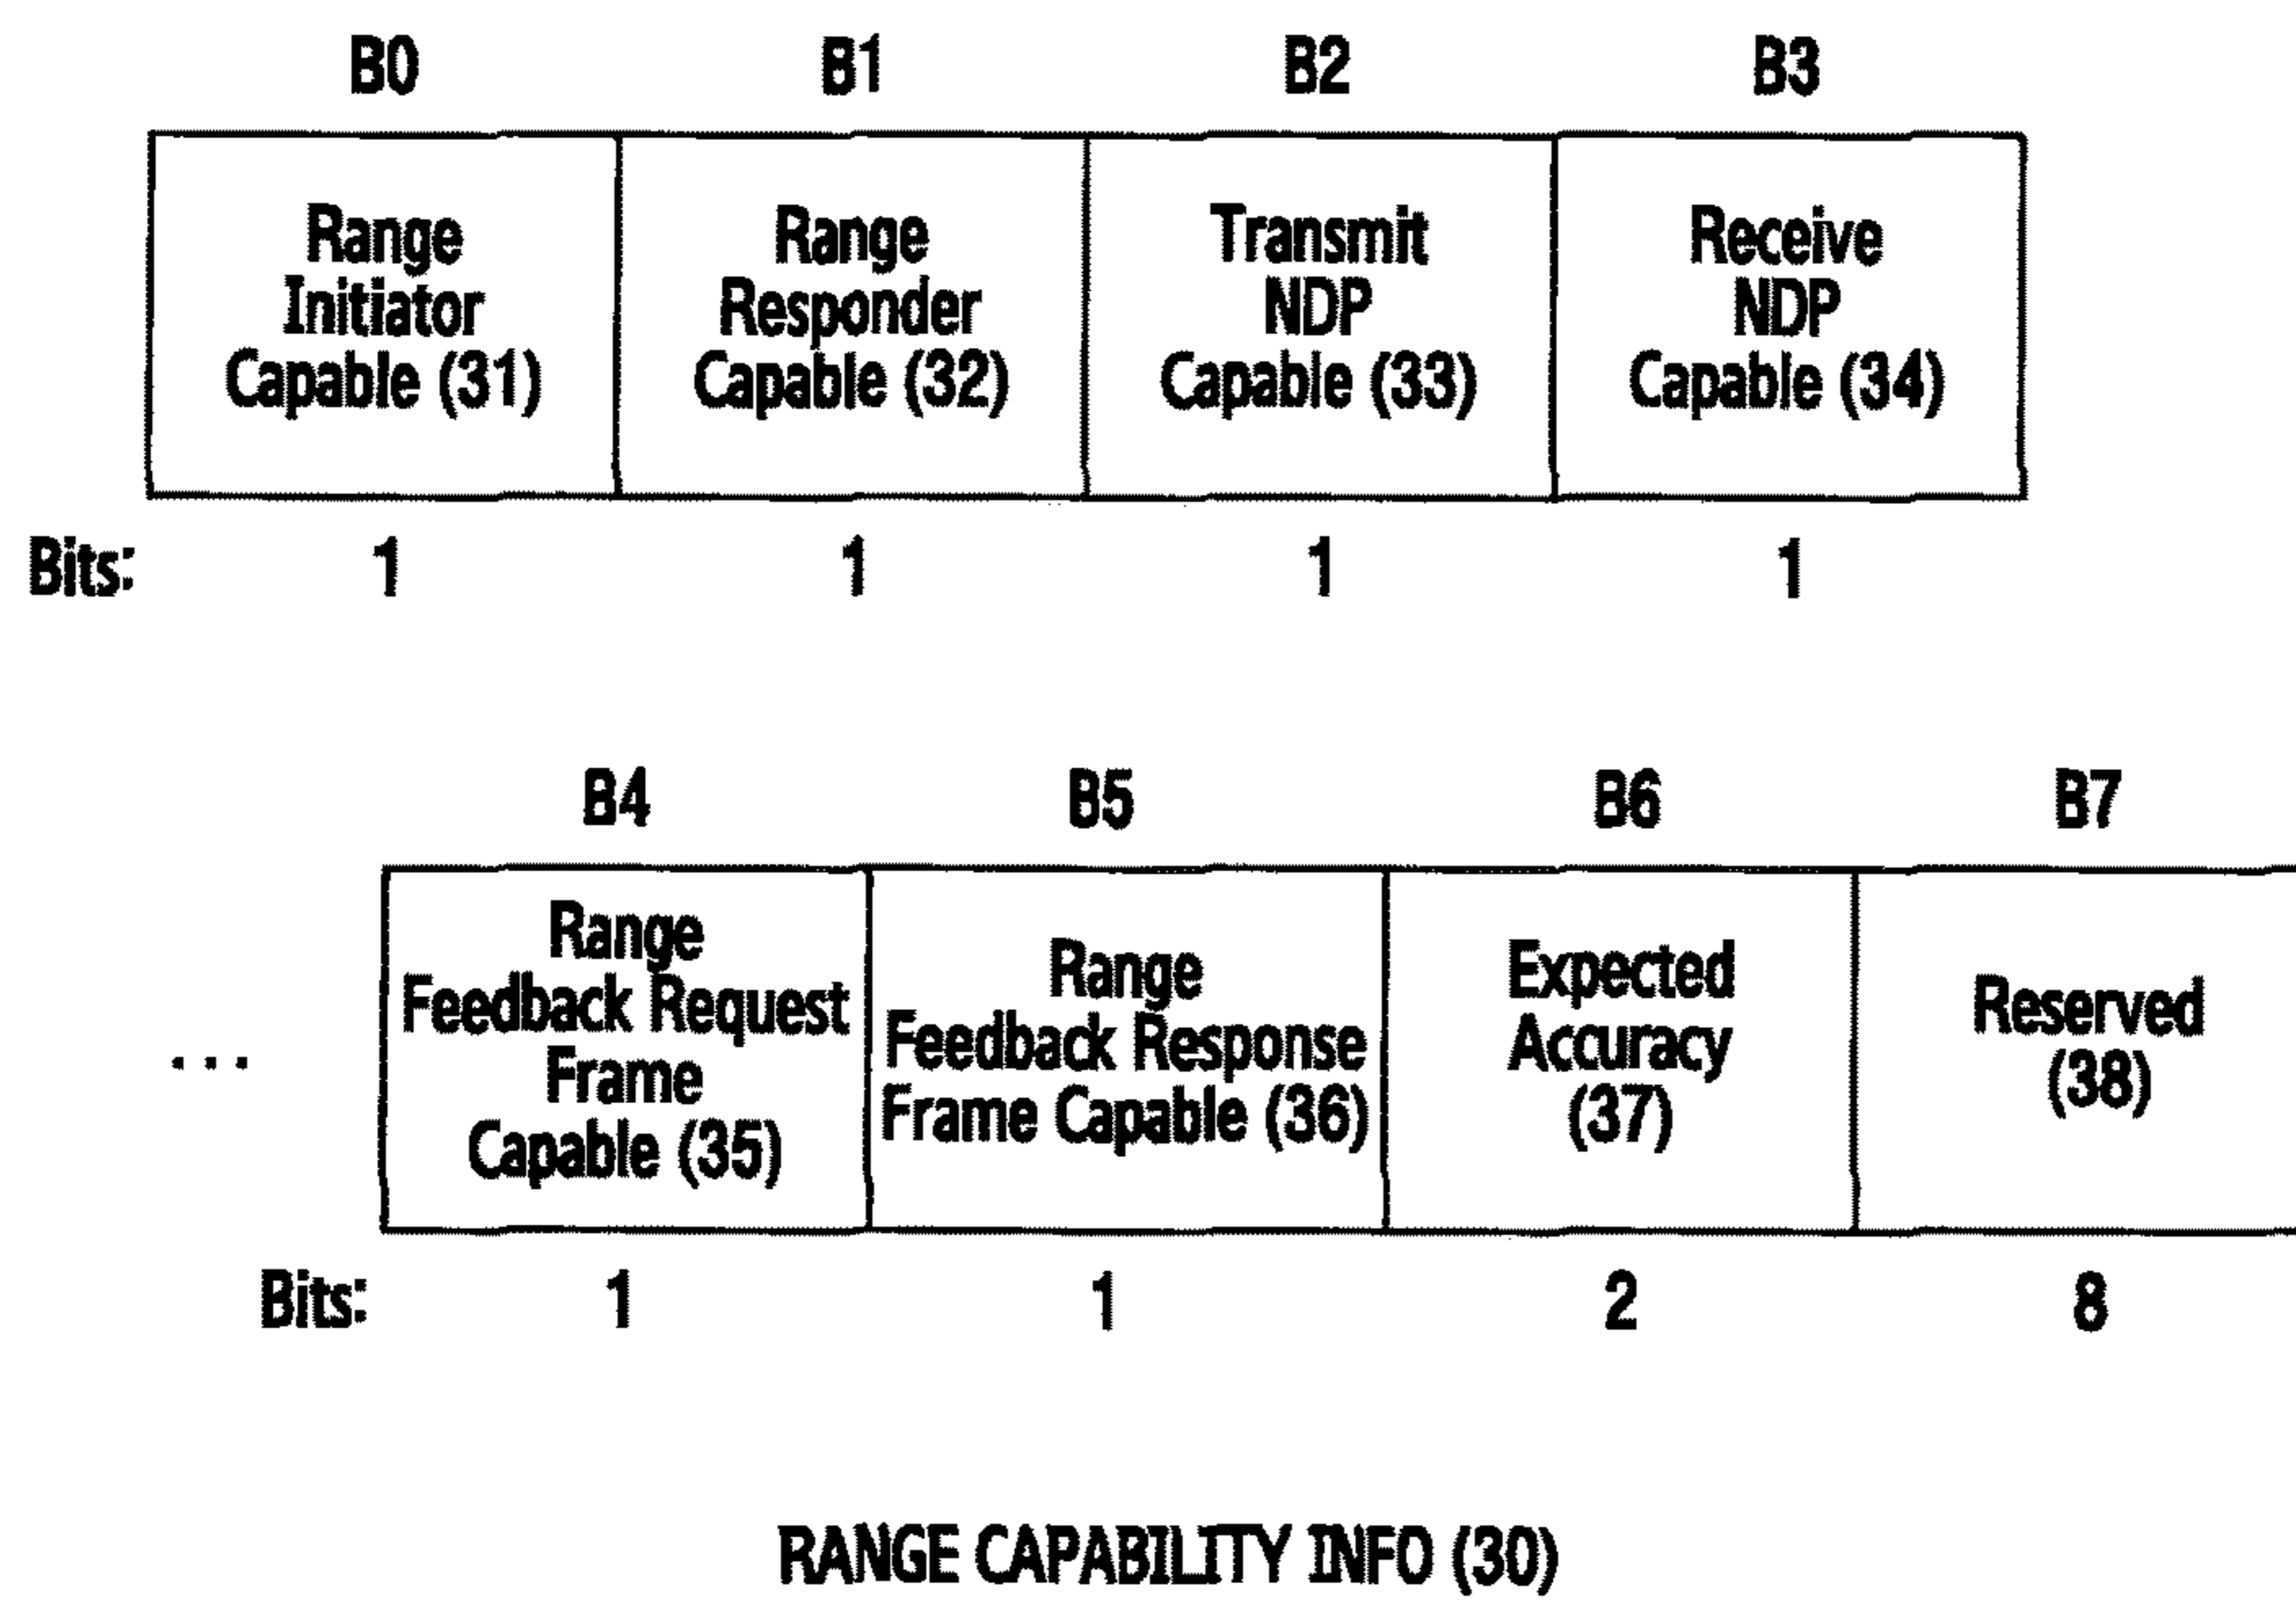 B0 B1 B2 B3
Range Initiator Capable (31)
Range Responder Capable (32)
Transmit NDP Capable (33)
Receive NDP Capable (34)
Bits: 1 1 1 1
B4 B5 B6 B7
...
Range Feedback Request Frame Capable (35)
Range Feedback Response Frame Capable (36)
Expected Accuracy (37)
Reserved (38)
Bits: 1 1 2 8
RANGE CAPABILITY INFO (30)